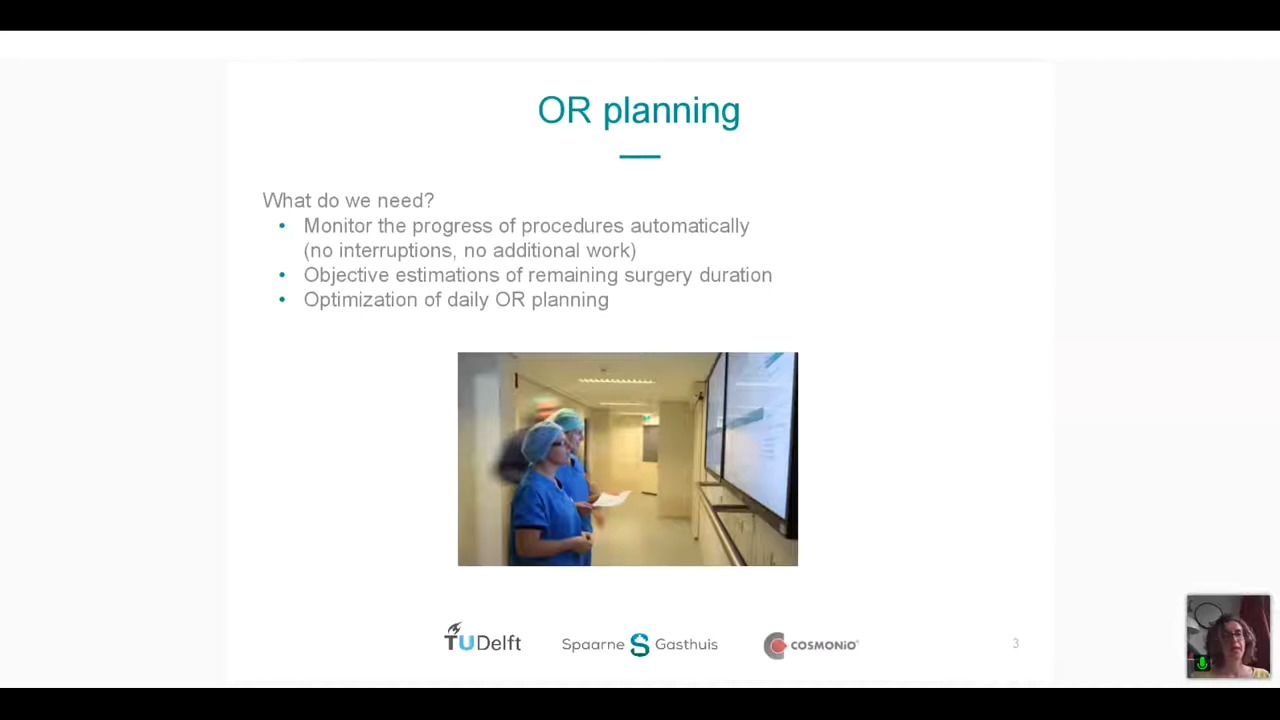 OR planning
What do we need?
• Monitor the progress of procedures automatically
(no interruptions, no additional work)
• Objective estimations of remaining surgery duration
• Optimization of daily OR planning
TUDelft
Spaarne Gasthuis
COSMONiO
3